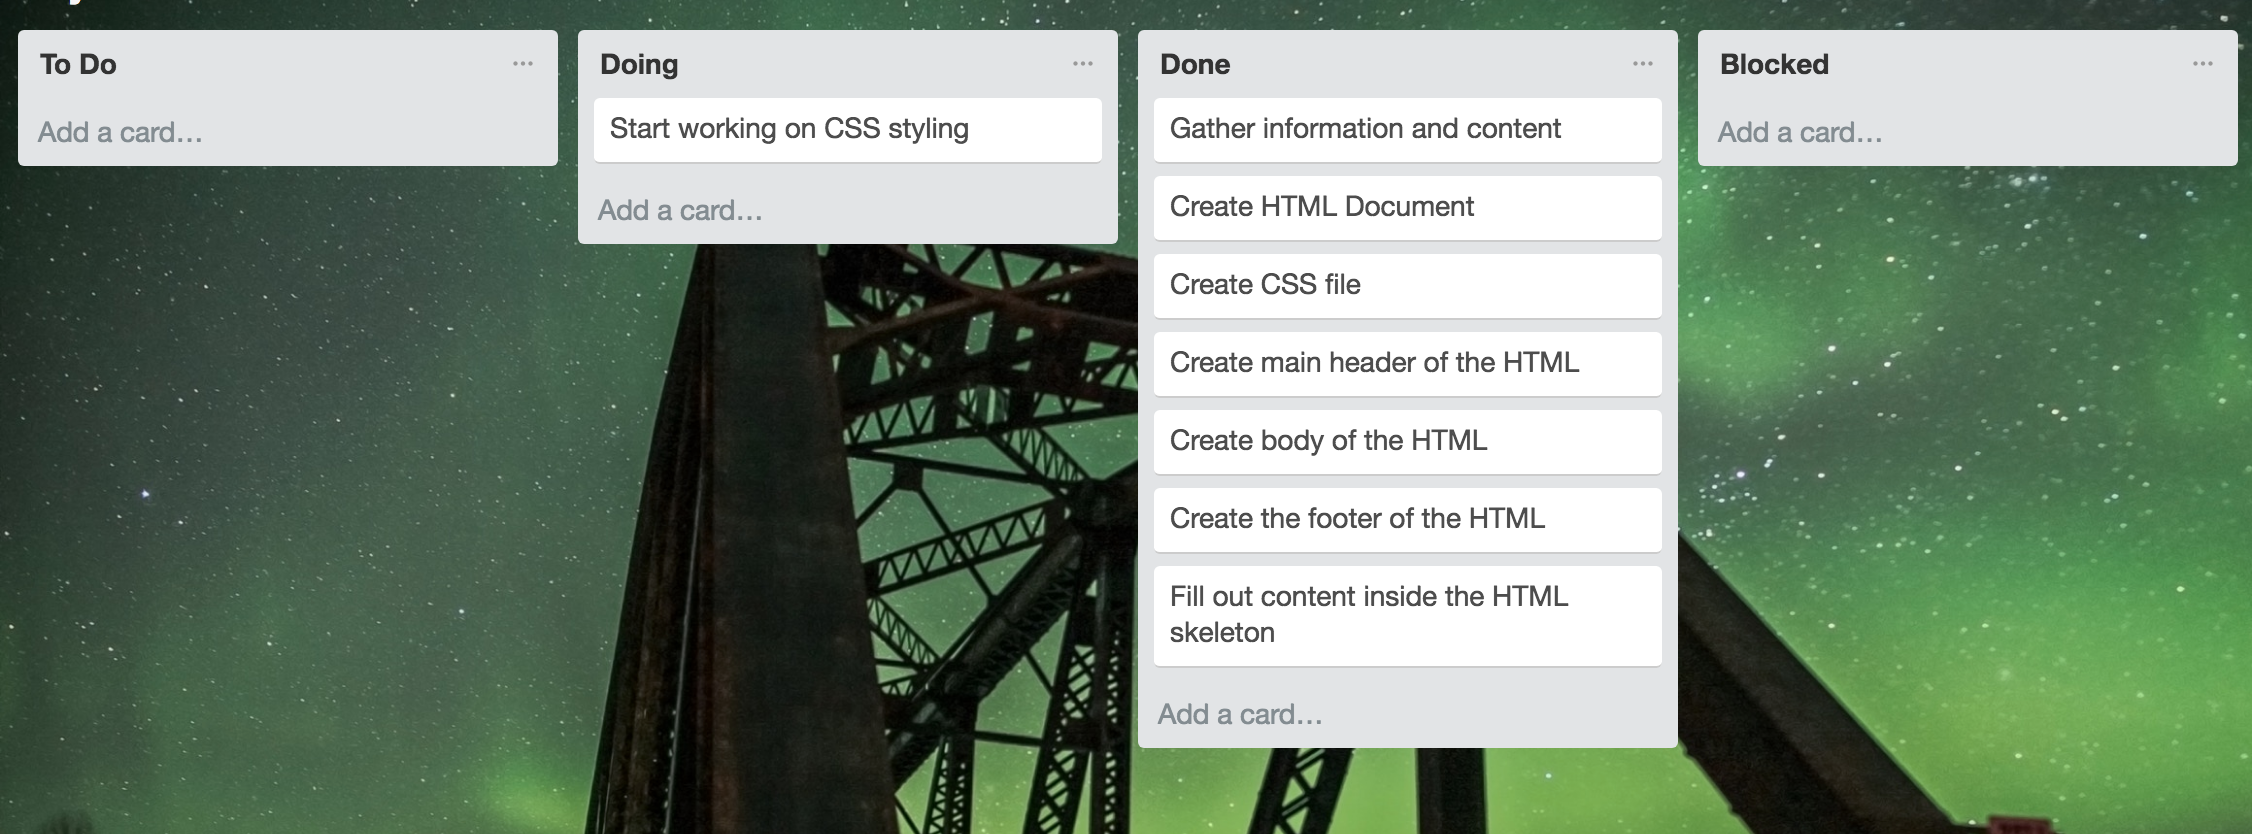 To Do
Add a card...
Doing
Start working on CSS styling
Add a card...
Done
Gather information and content
Create HTML Document
Create CSS file
Create main header of the HTML
Create body of the HTML
Create the footer of the HTML
Fill out content inside the HTML
skeleton
Add a card...
Blocked
Add a card...